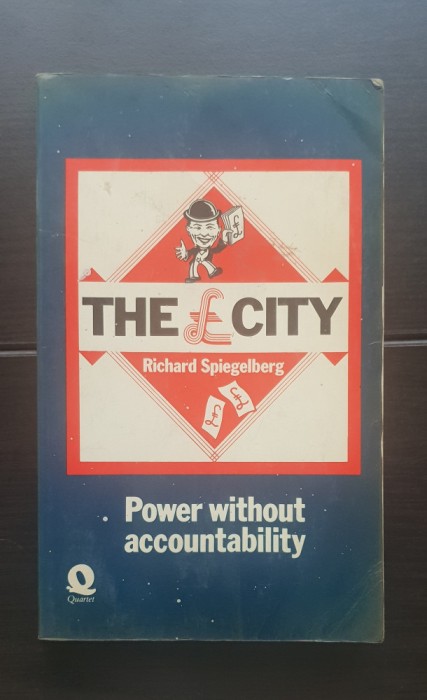 £
THE £ CITY
Richard Spiegelberg
£
£
Power without
accountability
Quartet